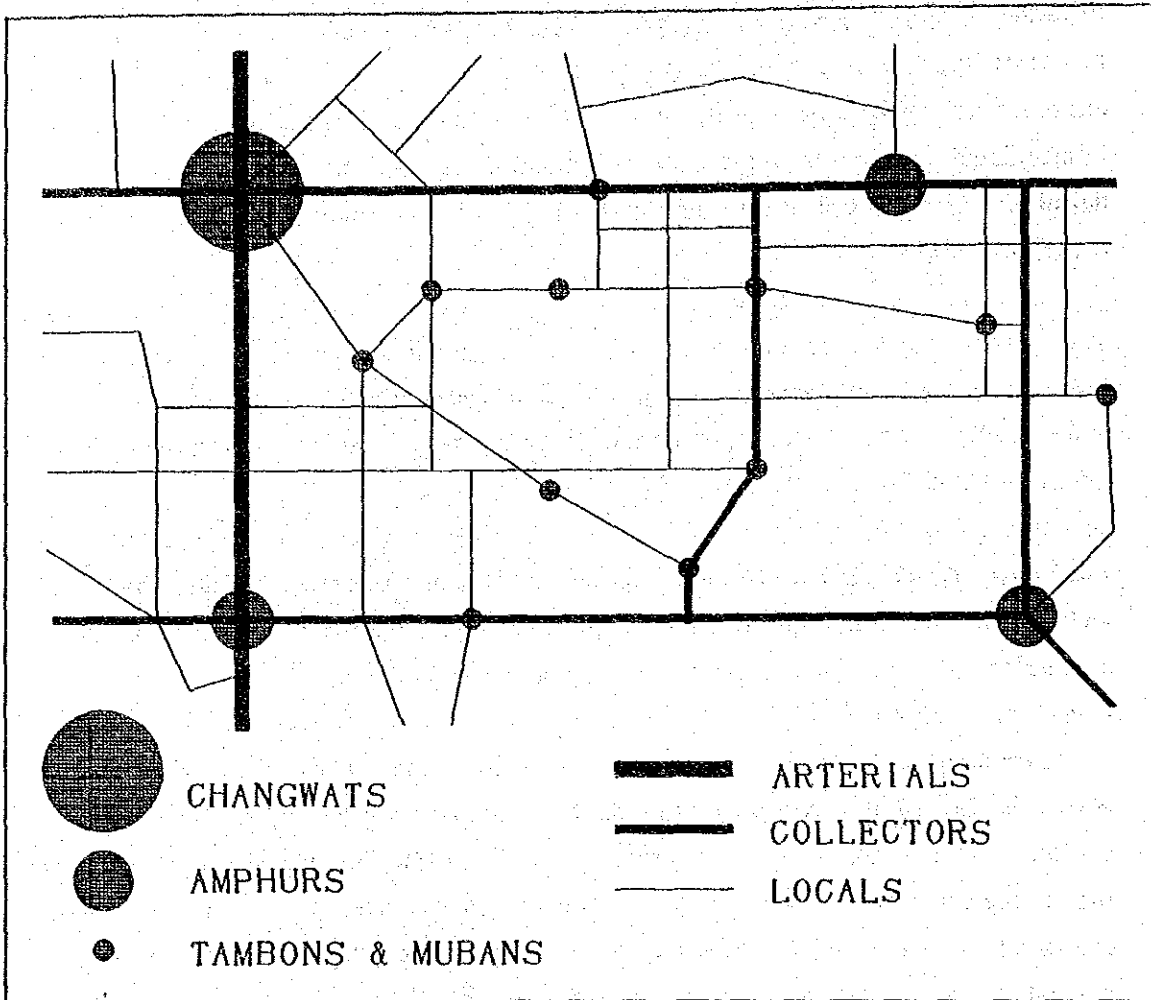 CHANGWATS
AMPHURS
TAMBONS & MUBANS
ARTERIALS
COLLECTORS
LOCALS